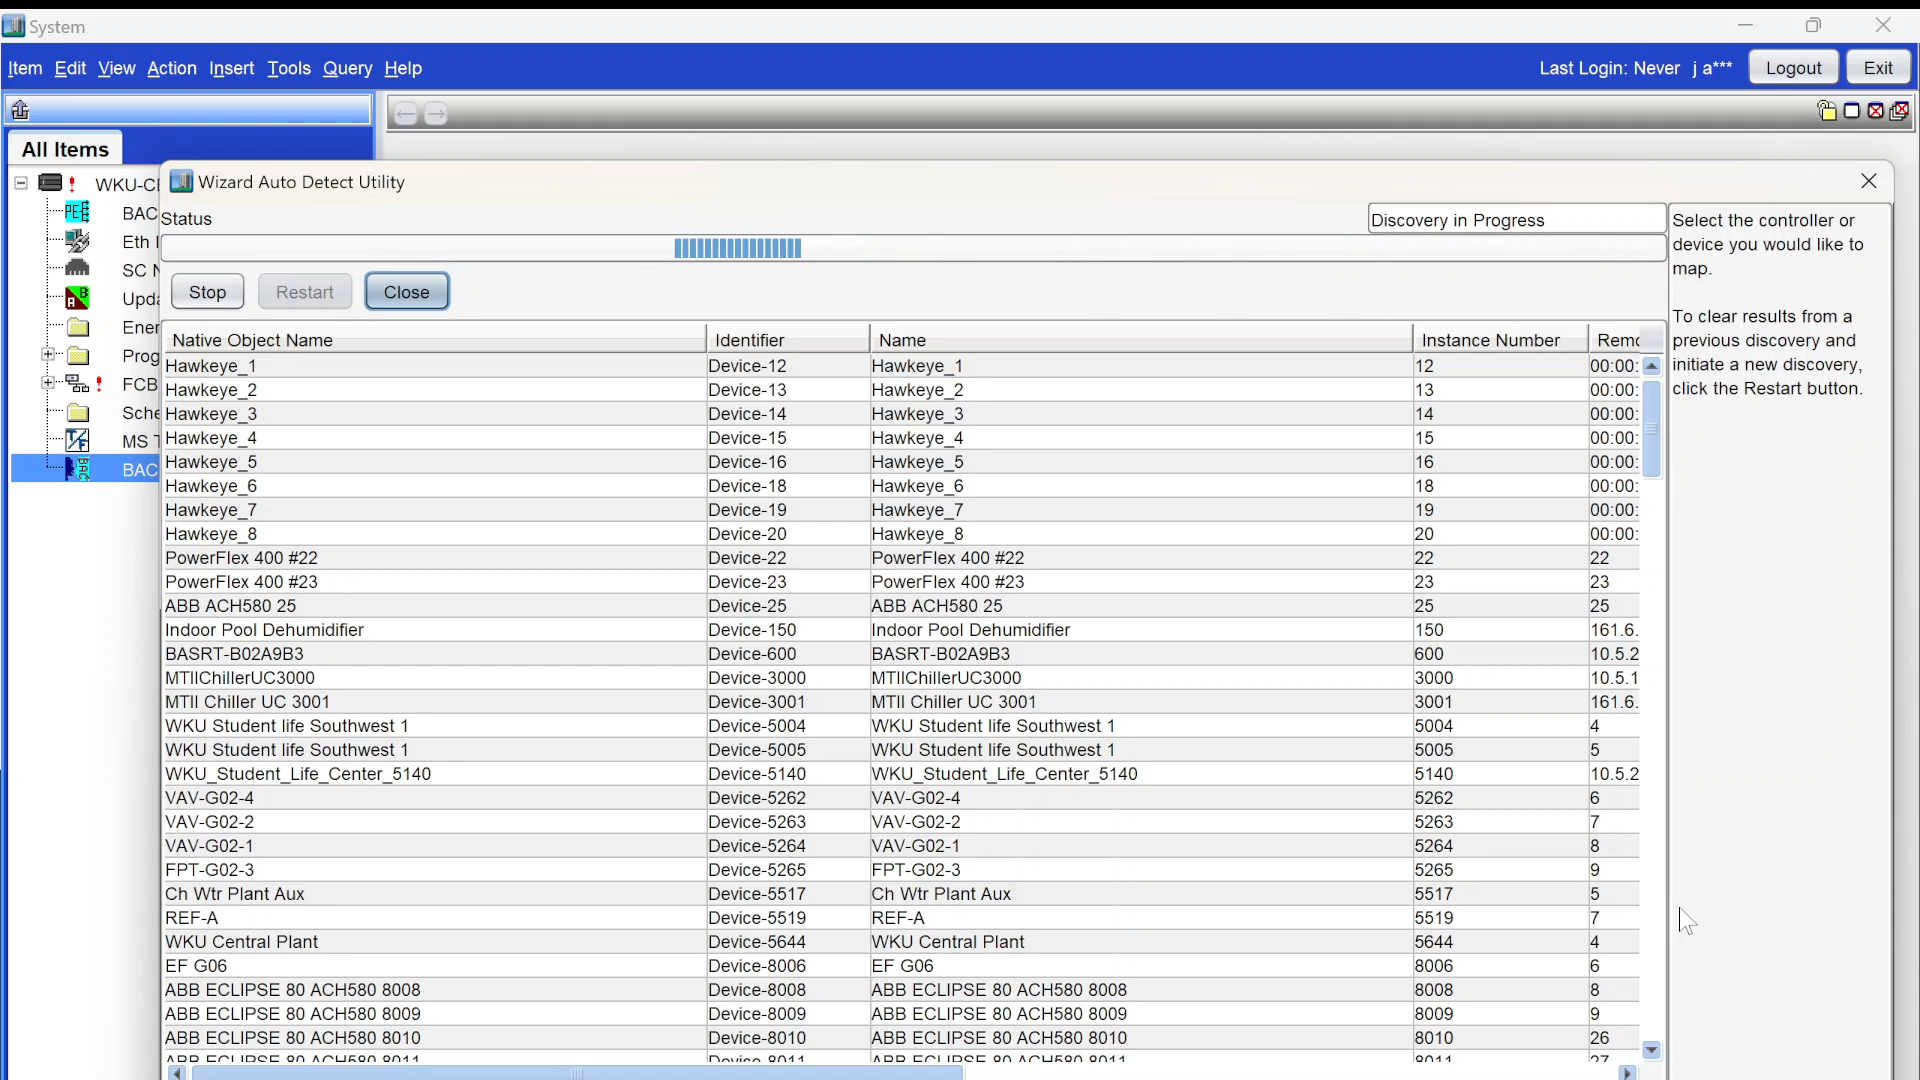 System
Item Edit View Action Insert Tools Query Help
Last Login: Never j a*** Logout Exit
All Items
WKU-CE
BAC
Eth I
SC N
Upda
Ener
Prog
FCB
Sche
MS T
BAC
Wizard Auto Detect Utility
Status
Discovery in Progress
Stop Restart Close
Select the controller or
device you would like to
map.
To clear results from a
previous discovery and
initiate a new discovery,
click the Restart button.
Native Object Name Identifier Name Instance Number Remo
Hawkeye_1 Device-12 Hawkeye_1 12 00:00:
Hawkeye_2 Device-13 Hawkeye_2 13 00:00:
Hawkeye_3 Device-14 Hawkeye_3 14 00:00:
Hawkeye_4 Device-15 Hawkeye_4 15 00:00:
Hawkeye_5 Device-16 Hawkeye_5 16 00:00:
Hawkeye_6 Device-18 Hawkeye_6 18 00:00:
Hawkeye_7 Device-19 Hawkeye_7 19 00:00:
Hawkeye_8 Device-20 Hawkeye_8 20 00:00:
PowerFlex 400 #22 Device-22 PowerFlex 400 #22 22 22
PowerFlex 400 #23 Device-23 PowerFlex 400 #23 23 23
ABB ACH580 25 Device-25 ABB ACH580 25 25 25
Indoor Pool Dehumidifier Device-150 Indoor Pool Dehumidifier 150 161.6.
BASRT-B02A9B3 Device-600 BASRT-B02A9B3 600 10.5.2
MTIIChillerUC3000 Device-3000 MTIIChillerUC3000 3000 10.5.1
MTII Chiller UC 3001 Device-3001 MTII Chiller UC 3001 3001 161.6.
WKU Student life Southwest 1 Device-5004 WKU Student life Southwest 1 5004 4
WKU Student life Southwest 1 Device-5005 WKU Student life Southwest 1 5005 5
WKU_Student_Life_Center_5140 Device-5140 WKU_Student_Life_Center_5140 5140 10.5.2
VAV-G02-4 Device-5262 VAV-G02-4 5262 6
VAV-G02-2 Device-5263 VAV-G02-2 5263 7
VAV-G02-1 Device-5264 VAV-G02-1 5264 8
FPT-G02-3 Device-5265 FPT-G02-3 5265 9
Ch Wtr Plant Aux Device-5517 Ch Wtr Plant Aux 5517 5
REF-A Device-5519 REF-A 5519 7
WKU Central Plant Device-5644 WKU Central Plant 5644 4
EF G06 Device-8006 EF G06 8006 6
ABB ECLIPSE 80 ACH580 8008 Device-8008 ABB ECLIPSE 80 ACH580 8008 8008 8
ABB ECLIPSE 80 ACH580 8009 Device-8009 ABB ECLIPSE 80 ACH580 8009 8009 9
ABB ECLIPSE 80 ACH580 8010 Device-8010 ABB ECLIPSE 80 ACH580 8010 8010 26
ABB ECLIPSE 80 ACH580 8011 Device-8011 ABB ECLIPSE 80 ACH580 8011 8011 27